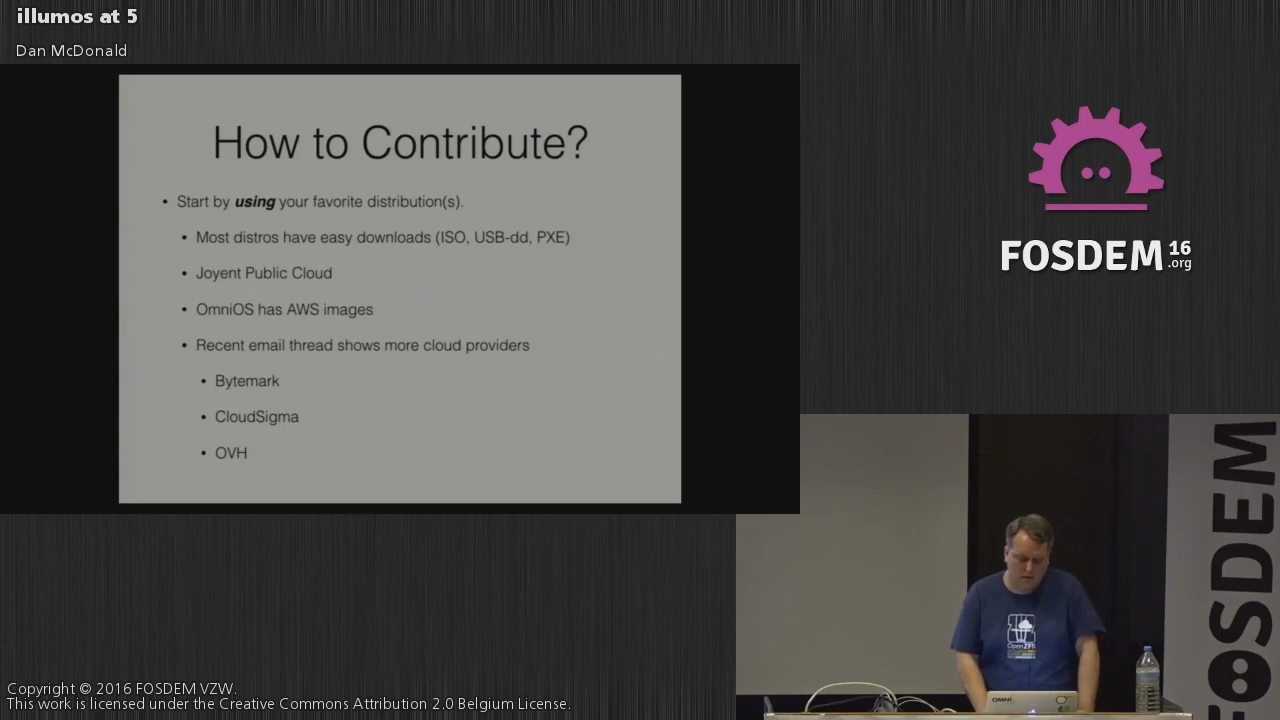 illumos at 5
Dan McDonald
How to Contribute?
• Start by using your favorite distribution(s).
• Most distros have easy downloads (ISO, USB-dd, PXE)
• Joyent Public Cloud
• OmniOS has AWS images
• Recent email thread shows more cloud providers
• Bytemark
• CloudSigma
• OVH
FOSDEM 16
.org
FOSDEM
OpenZFS
OMNI
Copyright © 2016 FOSDEM VZW.
This work is licensed under the Creative Commons Attribution 2. Belgium License